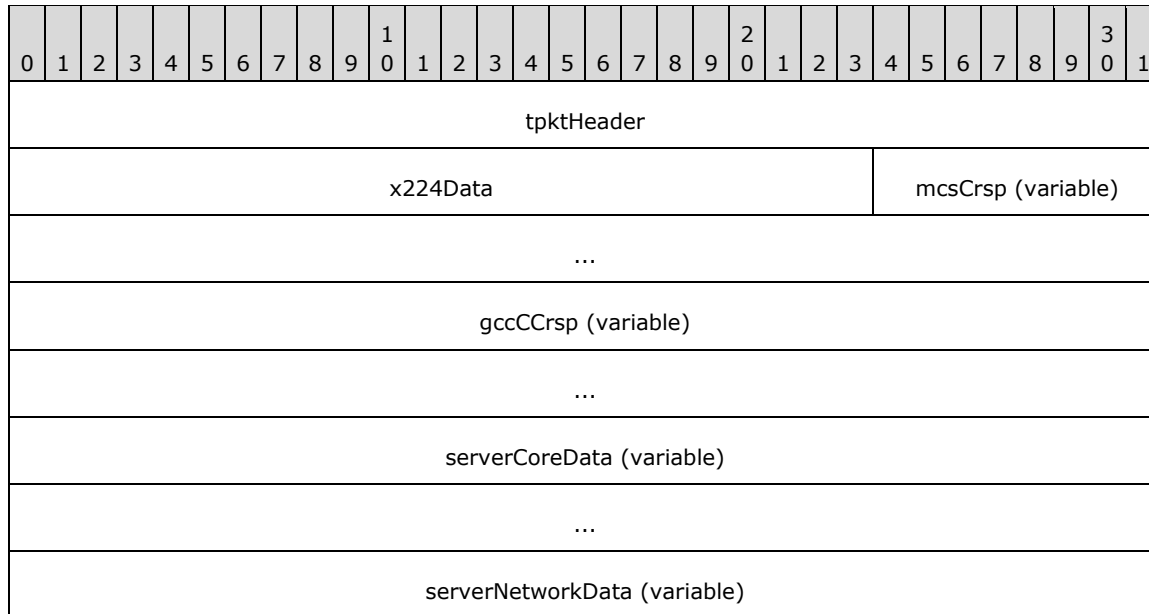 1 2 3
0 1 2 3 4 5 6 7 8 9 0 1 2 3 4 5 6 7 8 9 0 1 2 3 4 5 6 7 8 9 0 1
tpktHeader
x224Data mcsCrsp (variable)
...
gccCCrsp (variable)
...
serverCoreData (variable)
...
serverNetworkData (variable)